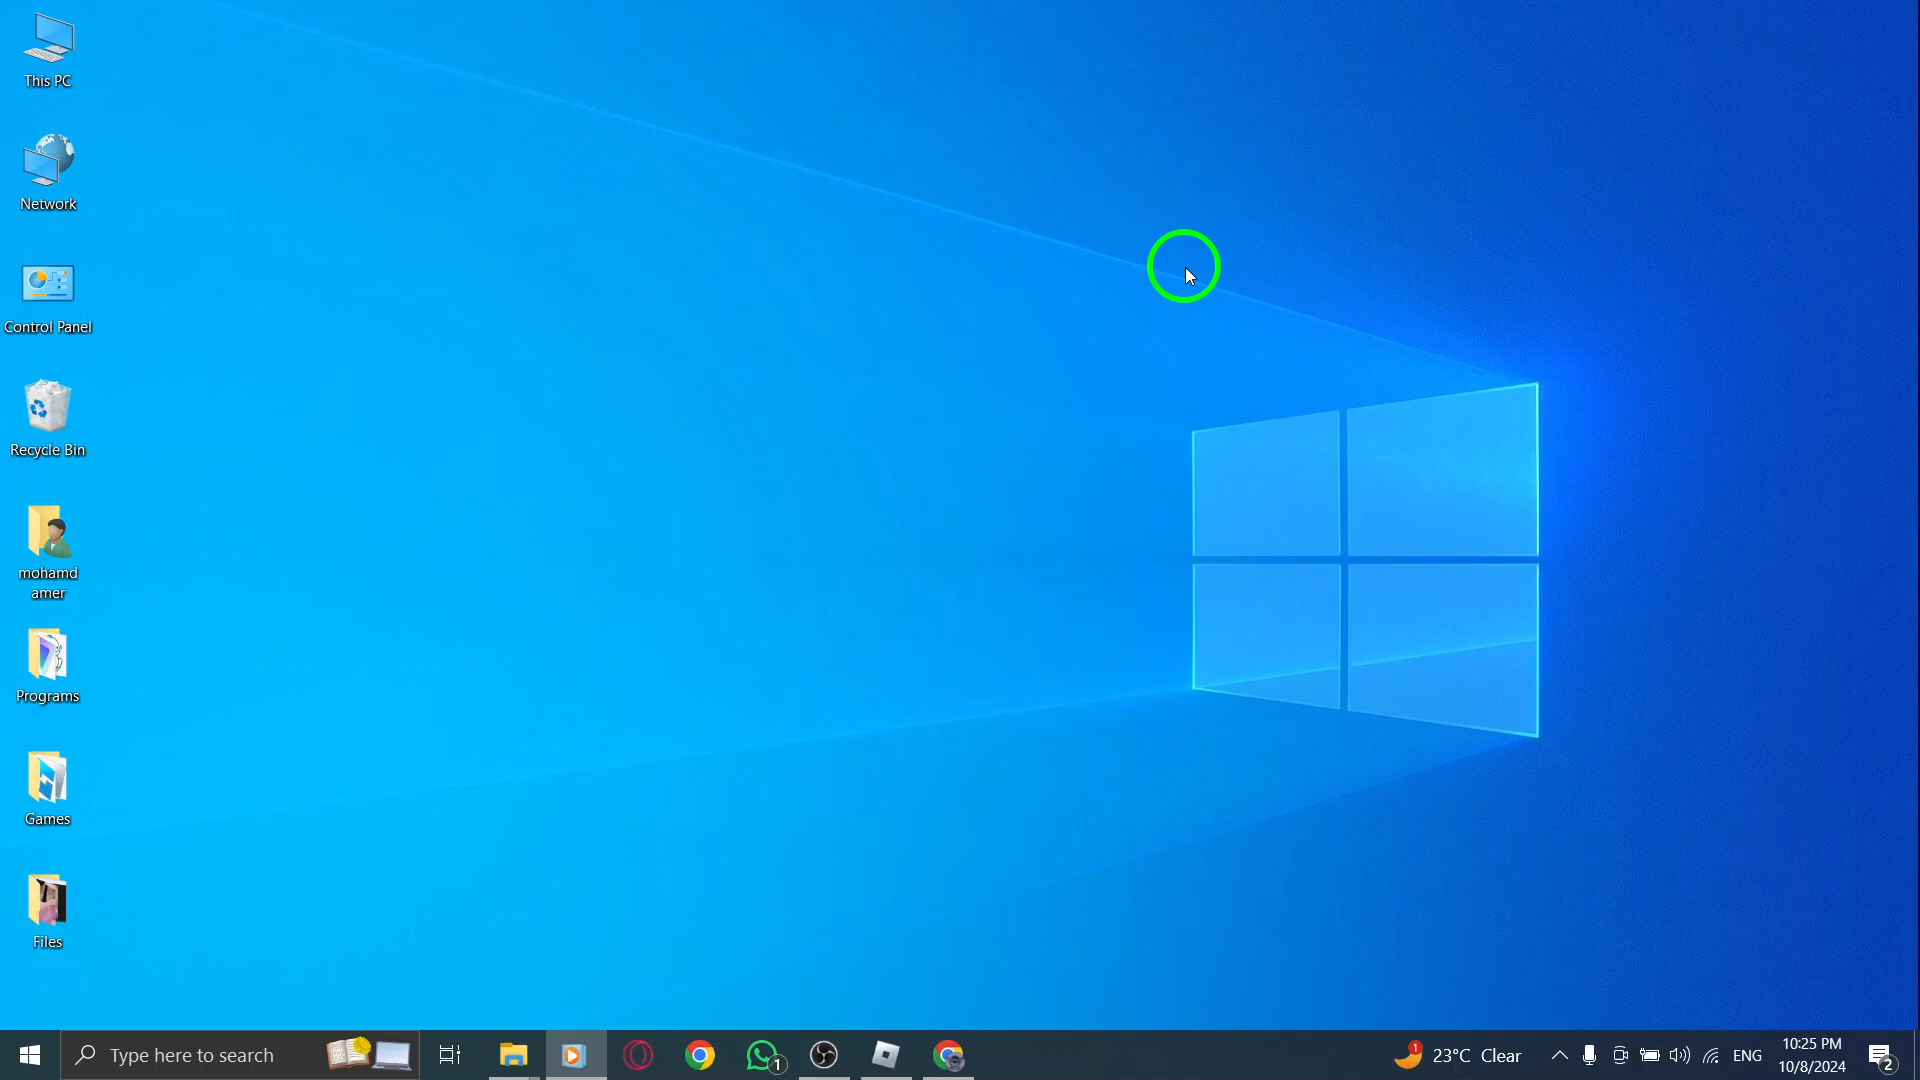 This PC
Network
Control Panel
Recycle Bin
mohamd
amer
Programs
Games
Files
Type here to search
1
1
23°C Clear
ENG
10:25 PM
10/8/2024
2